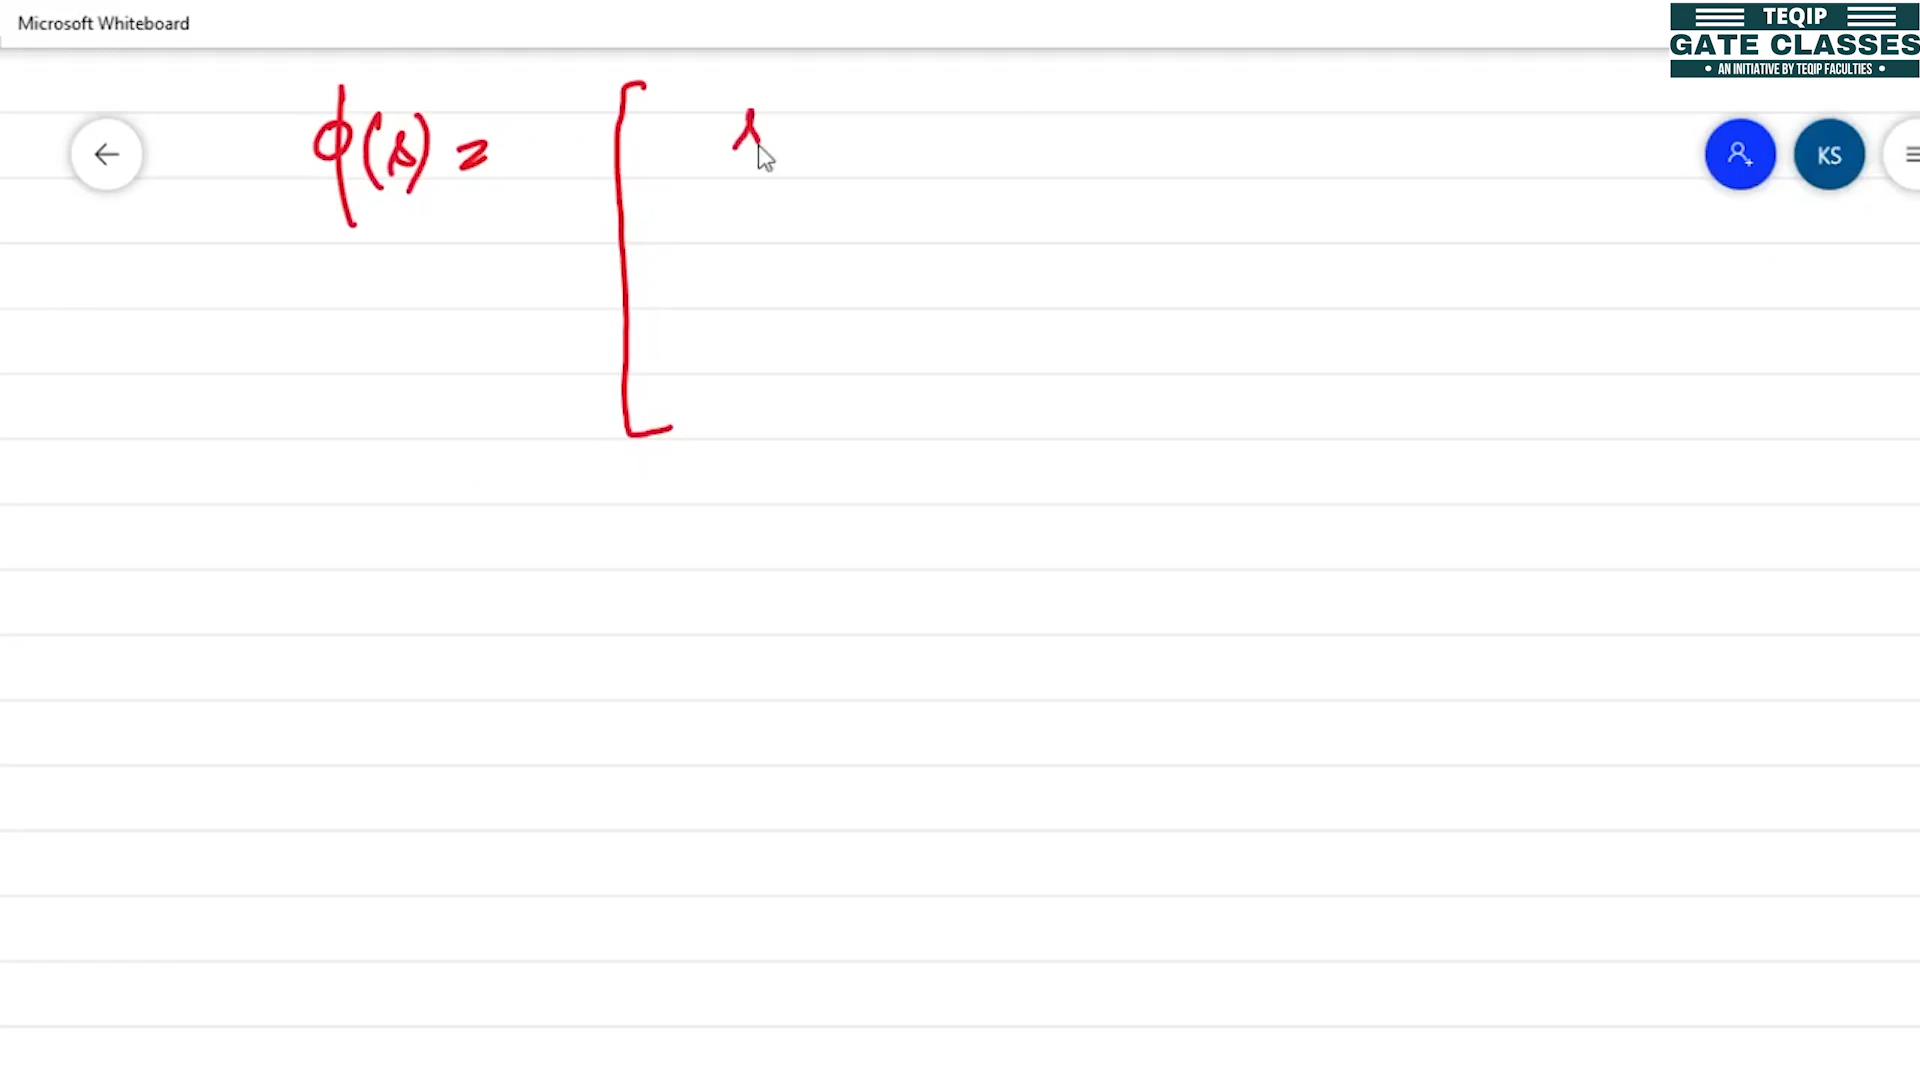 Microsoft Whiteboard
TEQIP
GATE CLASSES
• AN INITIATIVE BY TEQIP FACULTIES •
ϕ(s) = [
KS